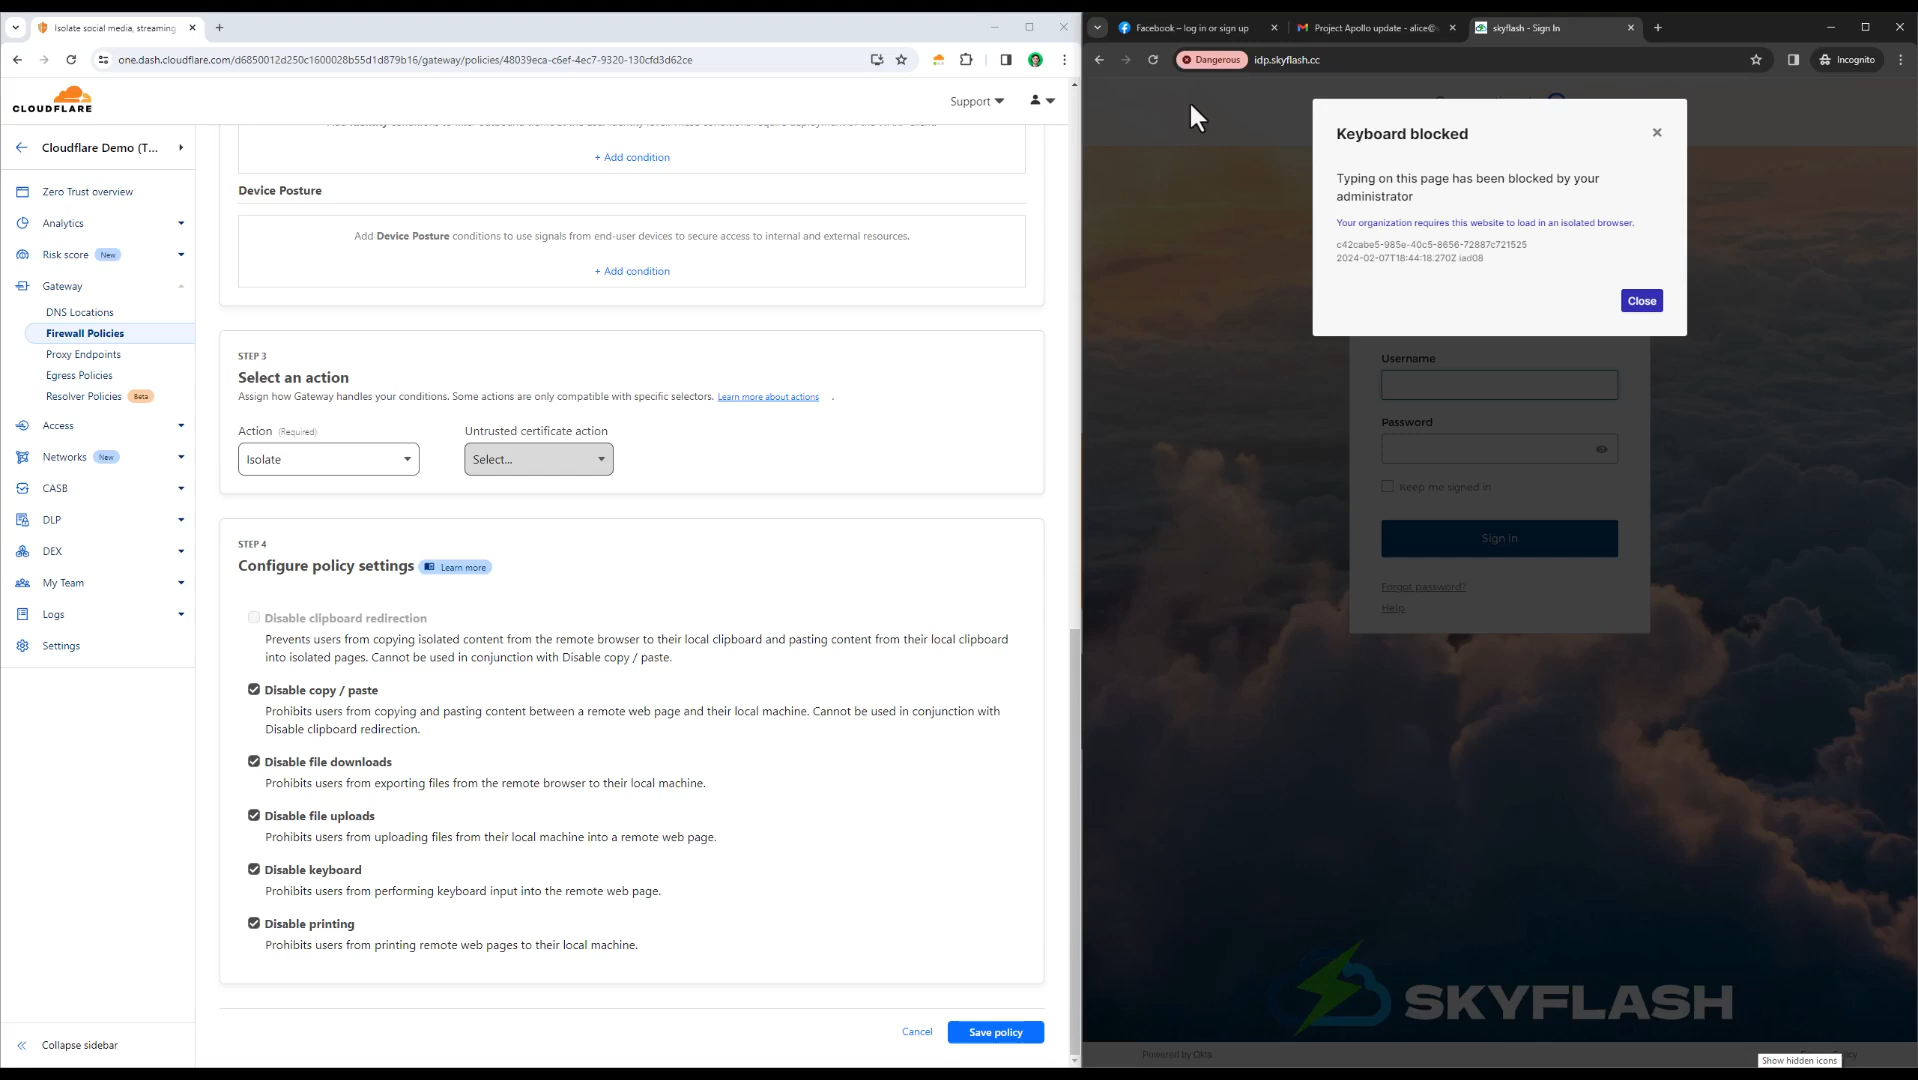 Isolate social media, streaming
one.dash.cloudflare.com/d6850012d250c1600028b55d1d879b16/gateway/policies/48039eca-c6ef-4ec7-9320-130cfd3d62ce
CLOUDFLARE
Support
Cloudflare Demo (T...
Zero Trust overview
Analytics
Risk score New
Gateway
DNS Locations
Firewall Policies
Proxy Endpoints
Egress Policies
Resolver Policies Beta
Access
Networks New
CASB
DLP
DEX
My Team
Logs
Settings
Collapse sidebar
+ Add condition
Device Posture
Add Device Posture conditions to use signals from end-user devices to secure access to internal and external resources.
+ Add condition
STEP 3
Select an action
Assign how Gateway handles your conditions. Some actions are only compatible with specific selectors. Learn more about actions .
Action (Required)
Untrusted certificate action
Isolate
Select...
STEP 4
Configure policy settings Learn more
Disable clipboard redirection
Prevents users from copying isolated content from the remote browser to their local clipboard and pasting content from their local clipboard
into isolated pages. Cannot be used in conjunction with Disable copy / paste.
Disable copy / paste
Prohibits users from copying and pasting content between a remote web page and their local machine. Cannot be used in conjunction with
Disable clipboard redirection.
Disable file downloads
Prohibits users from exporting files from the remote browser to their local machine.
Disable file uploads
Prohibits users from uploading files from their local machine into a remote web page.
Disable keyboard
Prohibits users from performing keyboard input into the remote web page.
Disable printing
Prohibits users from printing remote web pages to their local machine.
Cancel
Save policy
Facebook – log in or sign up
Project Apollo update - alice@
skyflash - Sign In
Dangerous
idp.skyflash.cc
Incognito
Keyboard blocked
Typing on this page has been blocked by your
administrator
Your organization requires this website to load in an isolated browser.
c42cabe5-985e-40c5-8656-72887c721525
2024-02-07T18:44:18.270Z iad08
Close
Username
Password
Keep me signed in
Sign In
Forgot password?
Help
SKYFLASH
Powered by Okta
Show hidden icons